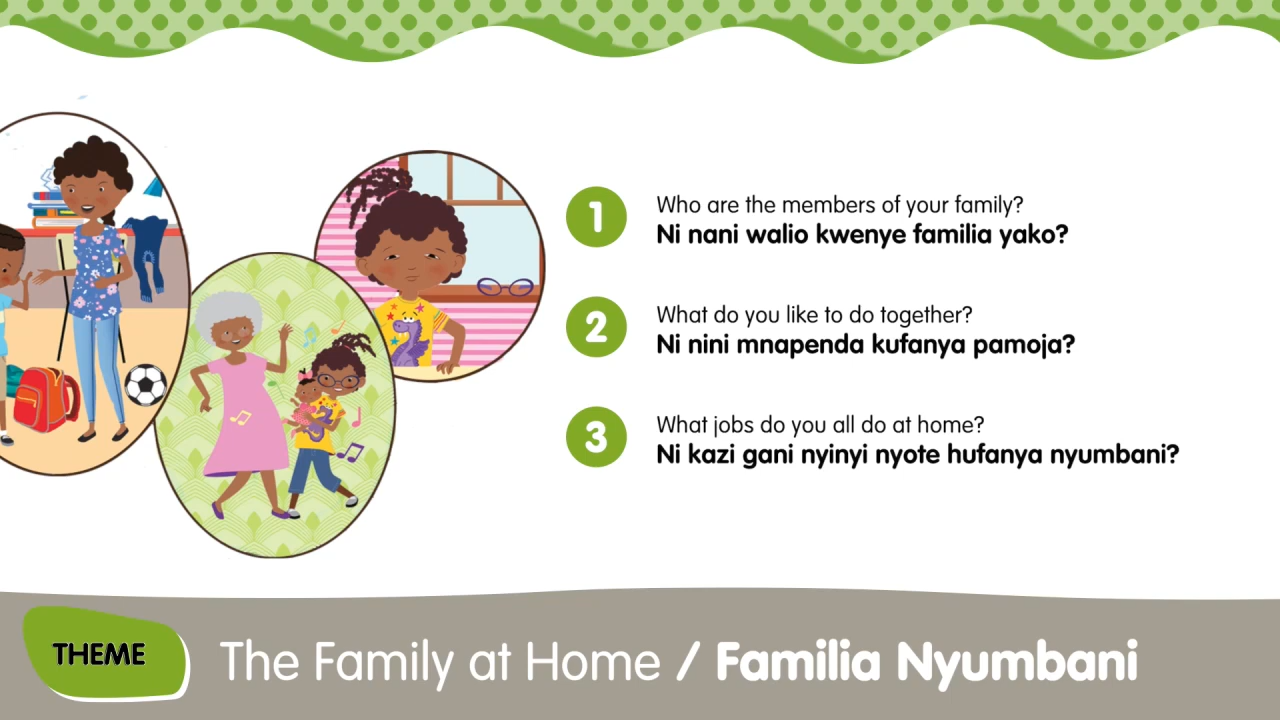 1
Who are the members of your family?
Ni nani walio kwenye familia yako?
2
What do you like to do together?
Ni nini mnapenda kufanya pamoja?
3
What jobs do you all do at home?
Ni kazi gani nyinyi nyote hufanya nyumbani?
THEME
The Family at Home / Familia Nyumbani